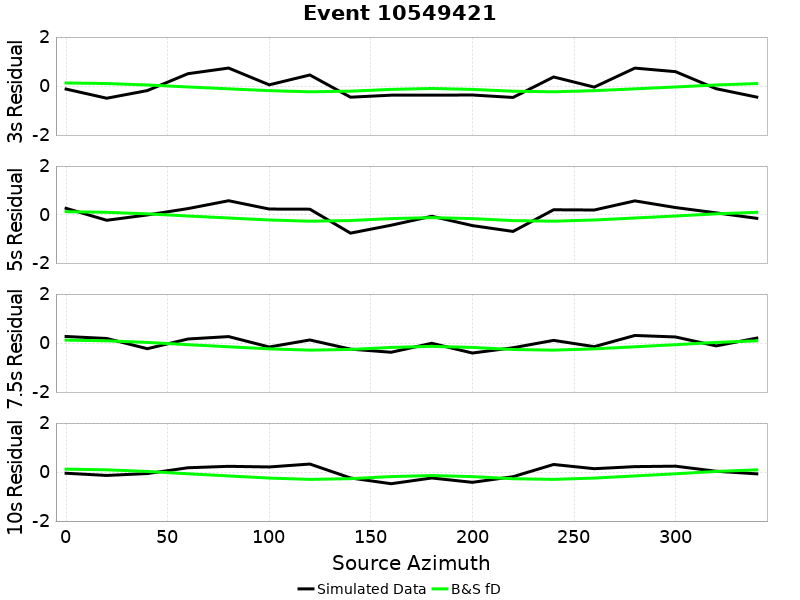 Event 10549421
3s Residual
2
0
-2
5s Residual
2
0
-2
7.5s Residual
2
0
-2
10s Residual
2
0
-2
0 50 100 150 200 250 300
Source Azimuth
Simulated Data B&S fD